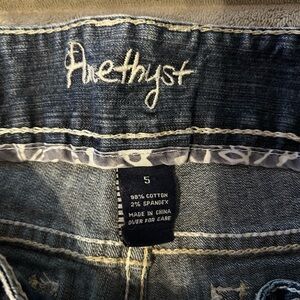 Amethyst
5
98% COTTON
2% SPANDEX
MADE IN CHINA
OVER FOR CARE